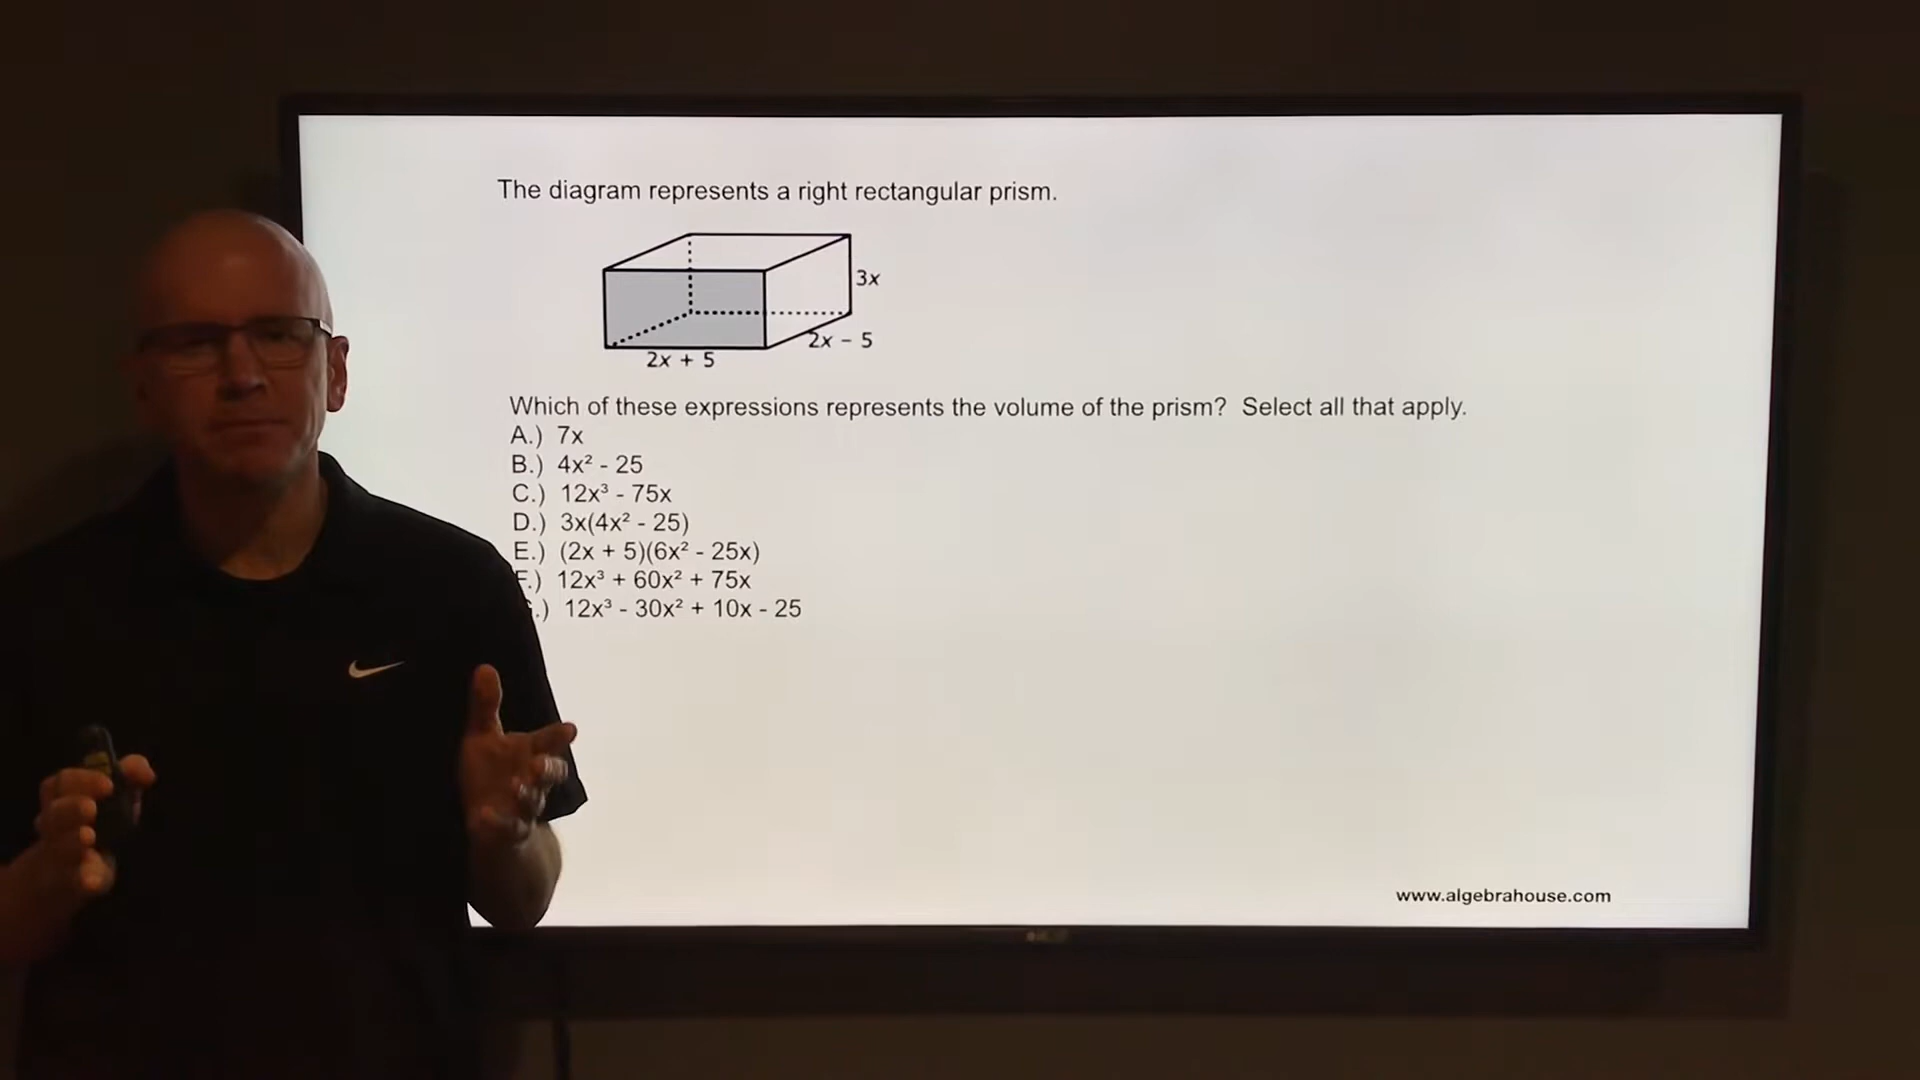 The diagram represents a right rectangular prism.
3x
2x - 5
2x + 5
Which of these expressions represents the volume of the prism? Select all that apply.
A.) 7x
B.) 4x² - 25
C.) 12x³ - 75x
D.) 3x(4x² - 25)
E.) (2x + 5)(6x² - 25x)
F.) 12x³ + 60x² + 75x
.) 12x³ - 30x² + 10x - 25
www.algebrahouse.com